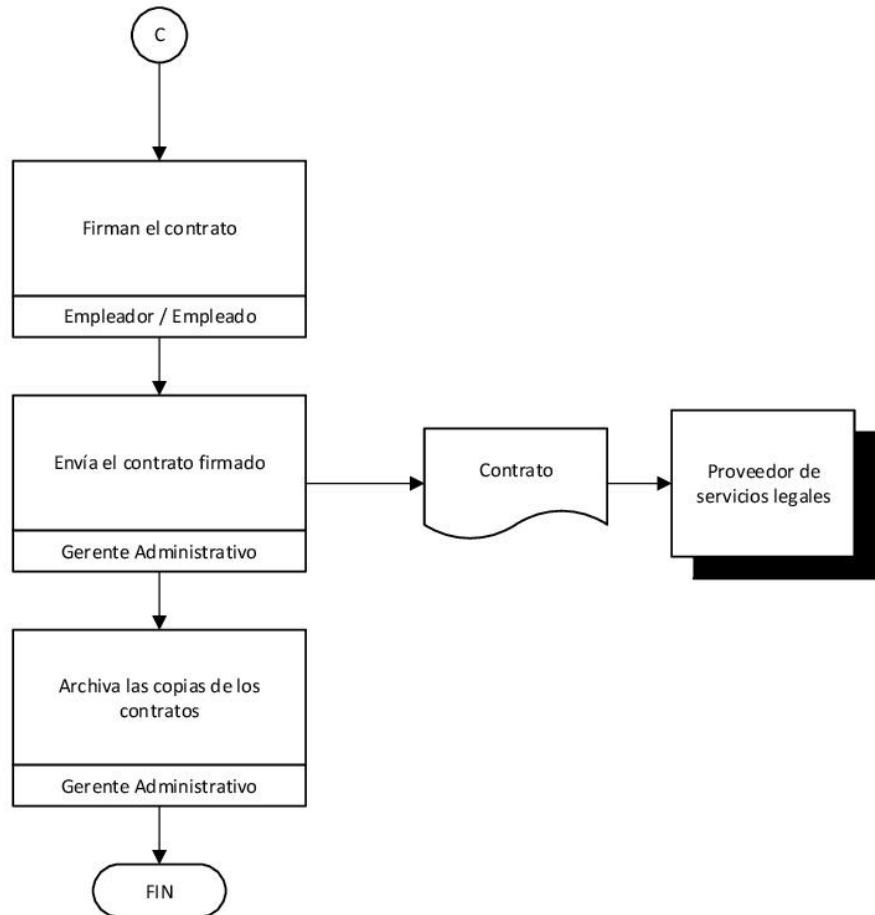 C
Firman el contrato
Empleador / Empleado
Envía el contrato firmado
Gerente Administrativo
Contrato
Proveedor de
servicios legales
Archiva las copias de los
contratos
Gerente Administrativo
FIN